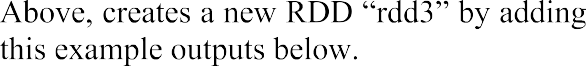 Above, creates a new RDD “rdd3” by adding
this example outputs below.